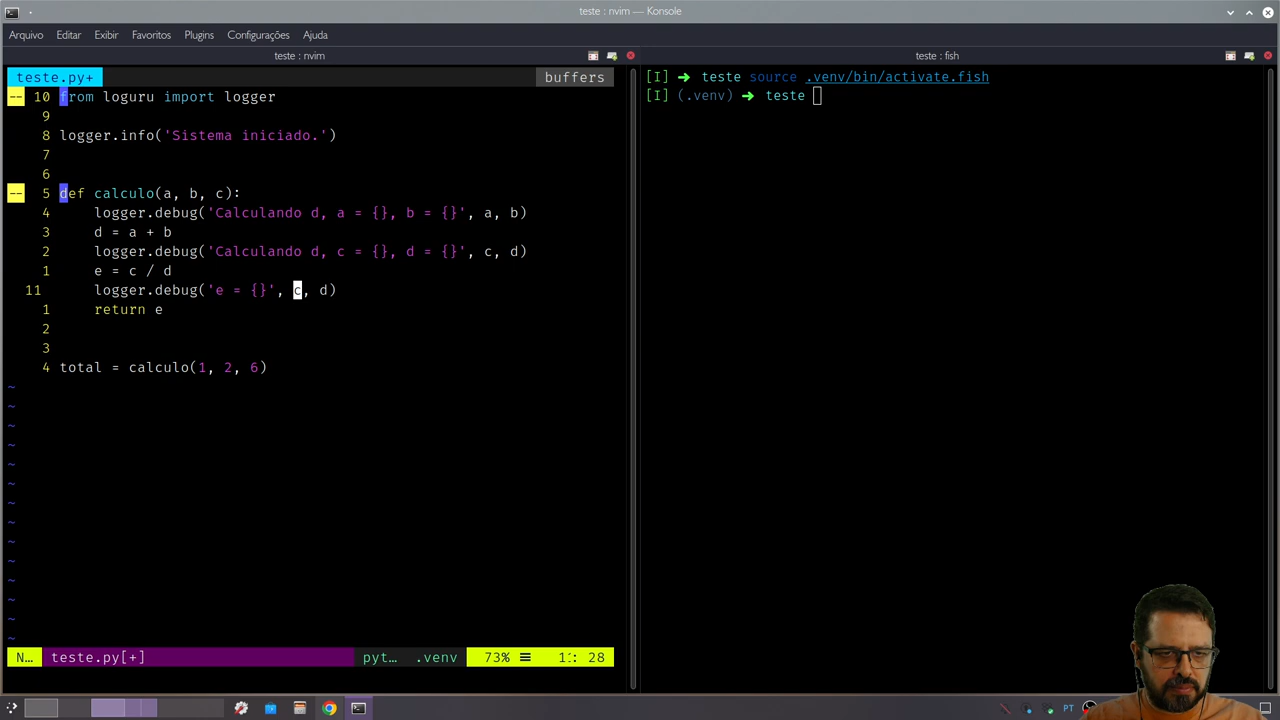 teste : nvim — Konsole
Arquivo Editar Exibir Favoritos Plugins Configurações Ajuda
teste : nvim
teste : fish
teste.py+ buffers
-- 10 from loguru import logger
9
8 logger.info('Sistema iniciado.')
7
6
-- 5 def calculo(a, b, c):
4 logger.debug('Calculando d, a = {}, b = {}', a, b)
3 d = a + b
2 logger.debug('Calculando d, c = {}, d = {}', c, d)
1 e = c / d
11 logger.debug('e = {}', c, d)
1 return e
2
3
4 total = calculo(1, 2, 6)
~
~
~
~
~
~
~
~
~
~
~
~
~
~
N… teste.py[+] pyt… .venv 73% ☰ 11: 28
[I] ➜ teste source .venv/bin/activate.fish
[I] (.venv) ➜ teste
PT